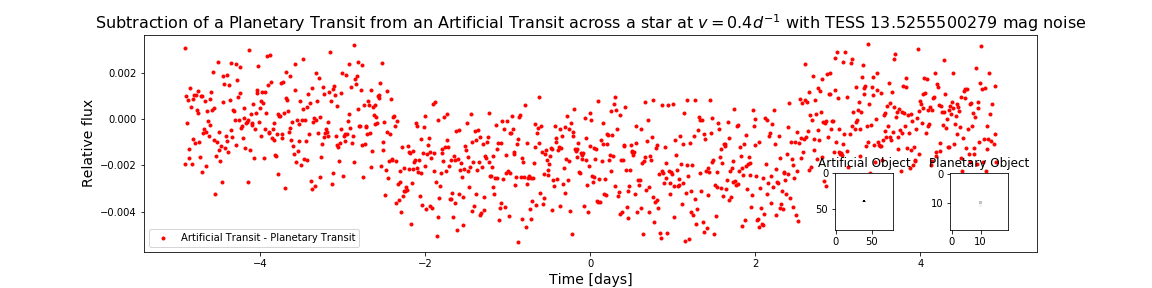 Subtraction of a Planetary Transit from an Artificial Transit across a star at v = 0.4d⁻¹ with TESS 13.5255500279 mag noise
Relative flux
0.002
0.000
−0.002
−0.004
Artificial Transit - Planetary Transit
Artificial Object
0
50
0 50
Planetary Object
0
10
0 10
−4 −2 0 2 4
Time [days]